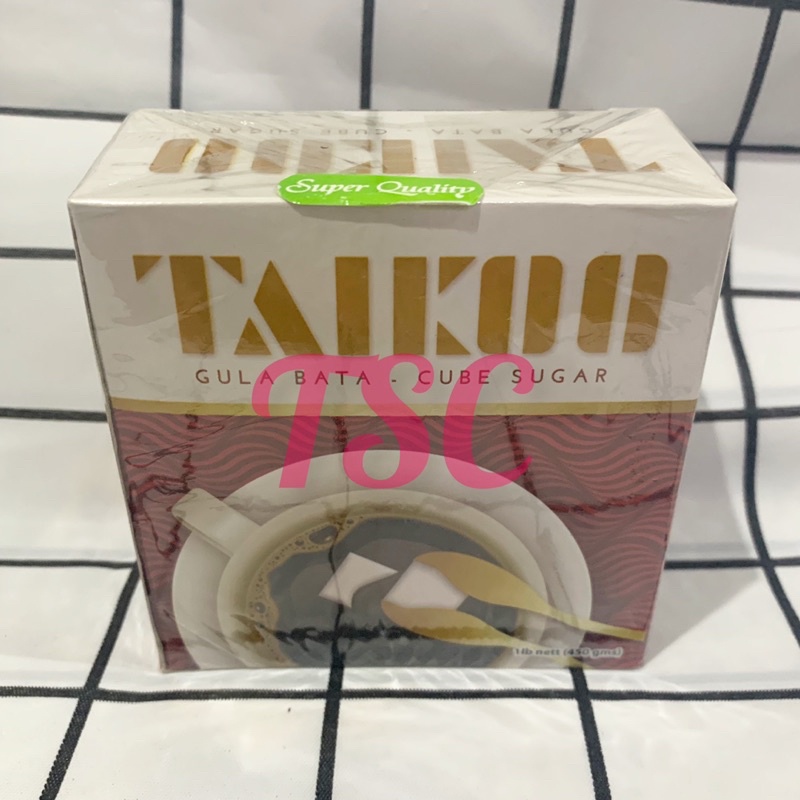 GULA BATA - CUBE SUGAR
TAIKOO
Super Quality
TAIKOO
GULA BATA - CUBE SUGAR
TSC
1lb nett (450 gms)